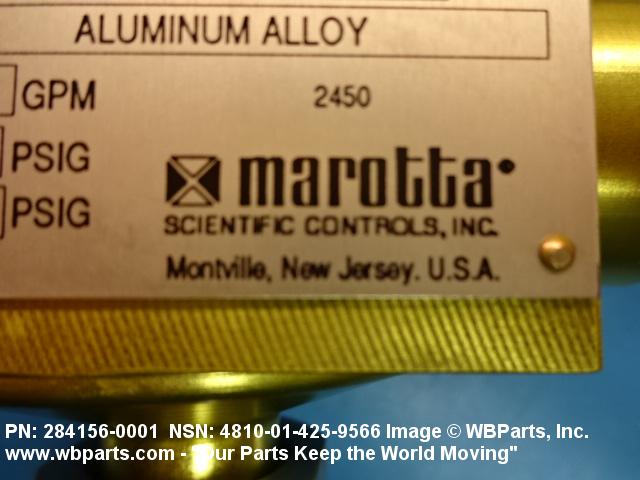 ALUMINUM ALLOY
GPM 2450
PSIG marotta
PSIG SCIENTIFIC CONTROLS, INC.
Montville, New Jersey. U.S.A.
PN: 284156-0001 NSN: 4810-01-425-9566 Image © WBParts, Inc.
www.wbparts.com - "Our Parts Keep the World Moving"